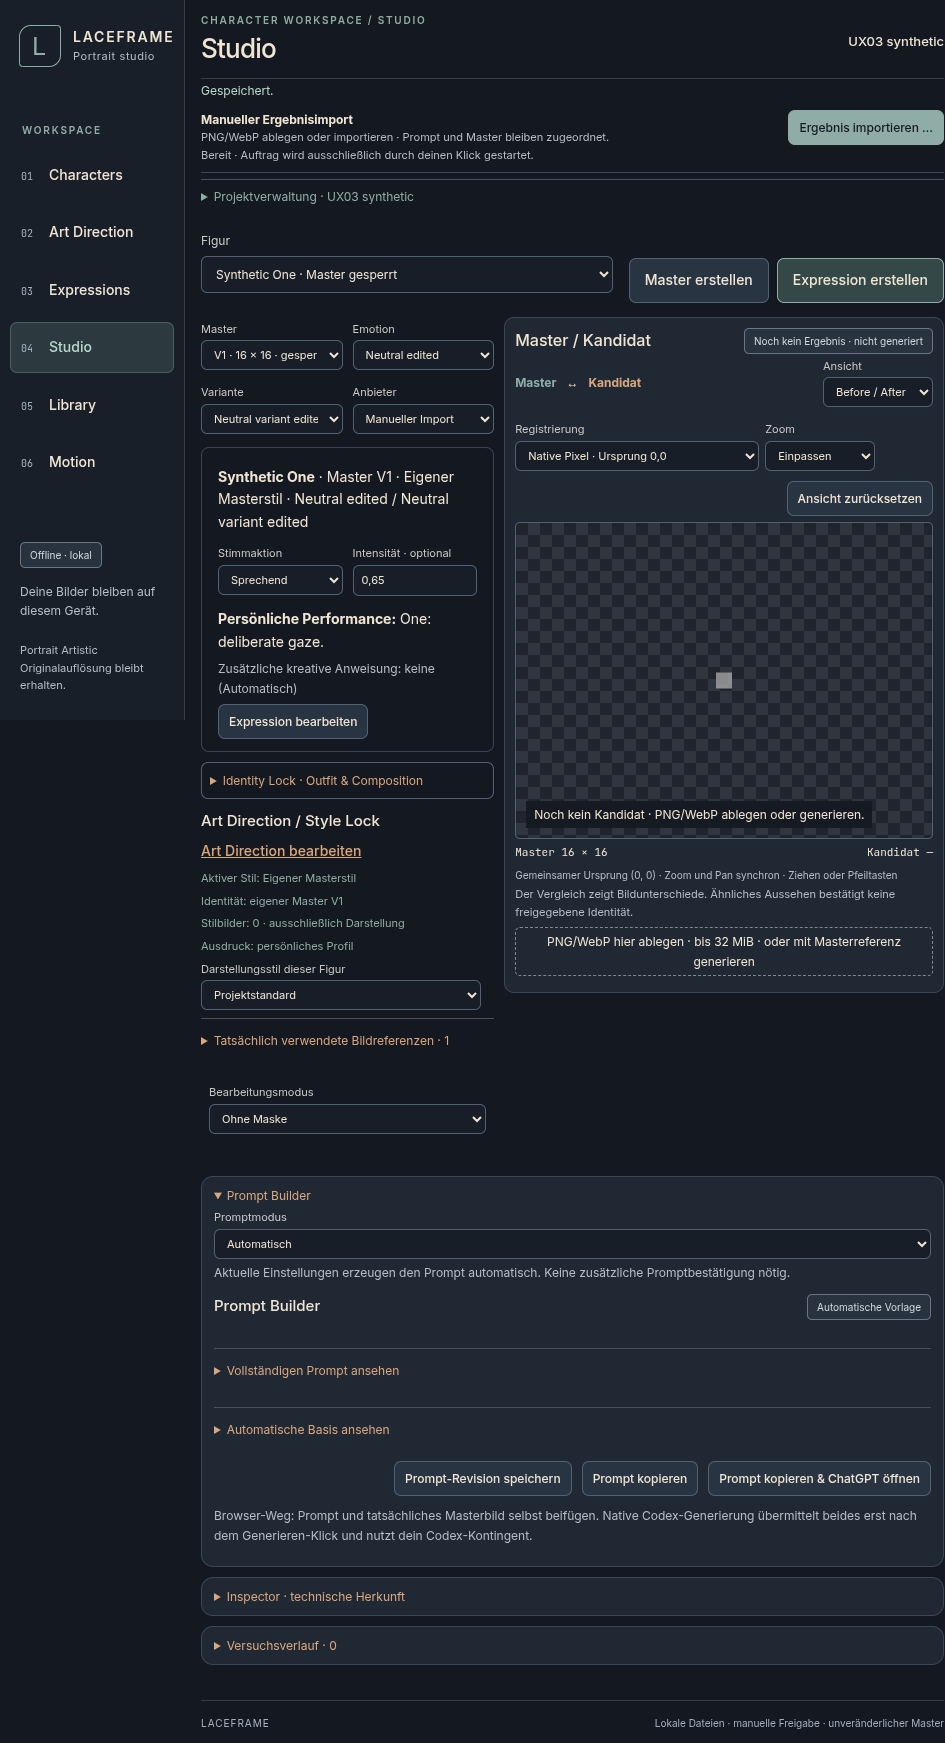 L
LACEFRAME
Portrait studio
WORKSPACE
01 Characters
02 Art Direction
03 Expressions
04 Studio
05 Library
06 Motion
Offline · lokal
Deine Bilder bleiben auf
diesem Gerät.
Portrait Artistic
Originalauflösung bleibt
erhalten.
CHARACTER WORKSPACE / STUDIO
Studio
UX03 synthetic
Gespeichert.
Manueller Ergebnisimport
PNG/WebP ablegen oder importieren · Prompt und Master bleiben zugeordnet.
Bereit · Auftrag wird ausschließlich durch deinen Klick gestartet.
Ergebnis importieren …
▶ Projektverwaltung · UX03 synthetic
Figur
Synthetic One · Master gesperrt
Master erstellen
Expression erstellen
Master
Emotion
V1 · 16 × 16 · gesper
Neutral edited
Variante
Anbieter
Neutral variant edite
Manueller Import
Synthetic One · Master V1 · Eigener
Masterstil · Neutral edited / Neutral
variant edited
Stimmaktion
Intensität · optional
Sprechend
0,65
Persönliche Performance: One:
deliberate gaze.
Zusätzliche kreative Anweisung: keine
(Automatisch)
Expression bearbeiten
▶ Identity Lock · Outfit & Composition
Art Direction / Style Lock
Art Direction bearbeiten
Aktiver Stil: Eigener Masterstil
Identität: eigener Master V1
Stilbilder: 0 · ausschließlich Darstellung
Ausdruck: persönliches Profil
Darstellungsstil dieser Figur
Projektstandard
▶ Tatsächlich verwendete Bildreferenzen · 1
Bearbeitungsmodus
Ohne Maske
Master / Kandidat
Noch kein Ergebnis · nicht generiert
Master ↔ Kandidat
Ansicht
Before / After
Registrierung
Zoom
Native Pixel · Ursprung 0,0
Einpassen
Ansicht zurücksetzen
Noch kein Kandidat · PNG/WebP ablegen oder generieren.
Master 16 × 16
Kandidat —
Gemeinsamer Ursprung (0, 0) · Zoom und Pan synchron · Ziehen oder Pfeiltasten
Der Vergleich zeigt Bildunterschiede. Ähnliches Aussehen bestätigt keine
freigegebene Identität.
PNG/WebP hier ablegen · bis 32 MiB · oder mit Masterreferenz
generieren
▼ Prompt Builder
Promptmodus
Automatisch
Aktuelle Einstellungen erzeugen den Prompt automatisch. Keine zusätzliche Promptbestätigung nötig.
Prompt Builder
Automatische Vorlage
▶ Vollständigen Prompt ansehen
▶ Automatische Basis ansehen
Prompt-Revision speichern
Prompt kopieren
Prompt kopieren & ChatGPT öffnen
Browser-Weg: Prompt und tatsächliches Masterbild selbst beifügen. Native Codex-Generierung übermittelt beides erst nach
dem Generieren-Klick und nutzt dein Codex-Kontingent.
▶ Inspector · technische Herkunft
▶ Versuchsverlauf · 0
LACEFRAME
Lokale Dateien · manuelle Freigabe · unveränderlicher Master